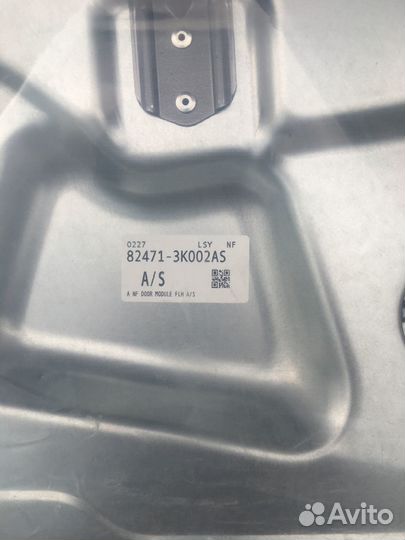 0227 LSY NF
82471-3K002AS
A/S
A NF DOOR MODULE FLH A/S
Avito